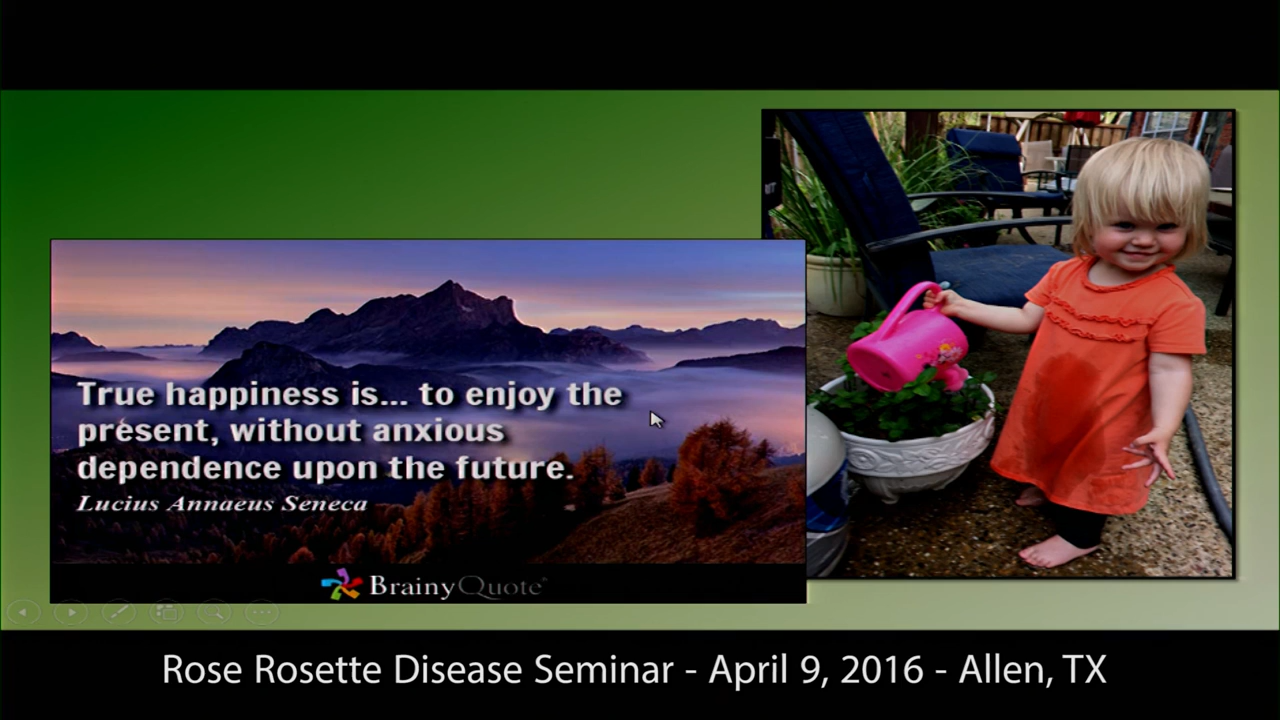 True happiness is... to enjoy the
present, without anxious
dependence upon the future.
Lucius Annaeus Seneca
BrainyQuote®
Rose Rosette Disease Seminar - April 9, 2016 - Allen, TX